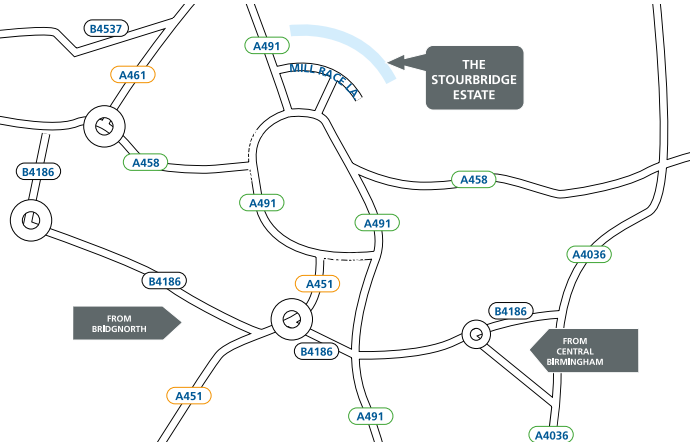 B4537
A491
THE
STOURBRIDGE
ESTATE
A461
MILL RACE LA
A458
B4186
A458
A491
A491
A4036
B4186
A451
B4186
FROM
BRIDGNORTH
B4186
FROM
CENTRAL
BIRMINGHAM
A451
A491
A4036